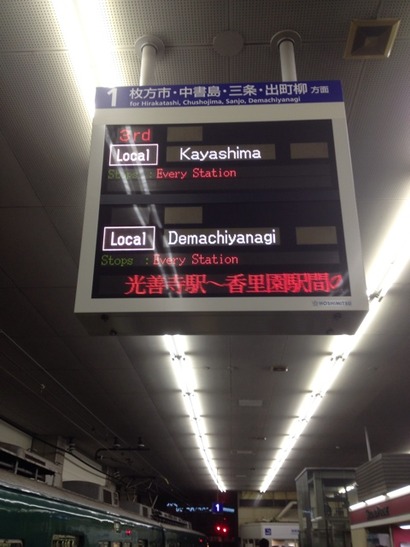 1 枚方市・中書島・三条・出町柳 方面
for Hirakatashi, Chushojima, Sanjo, Demachiyanagi
3rd
Local Kayashima
Stops : Every Station
Local Demachiyanagi
Stops : Every Station
光善寺駅～香里園駅間
1